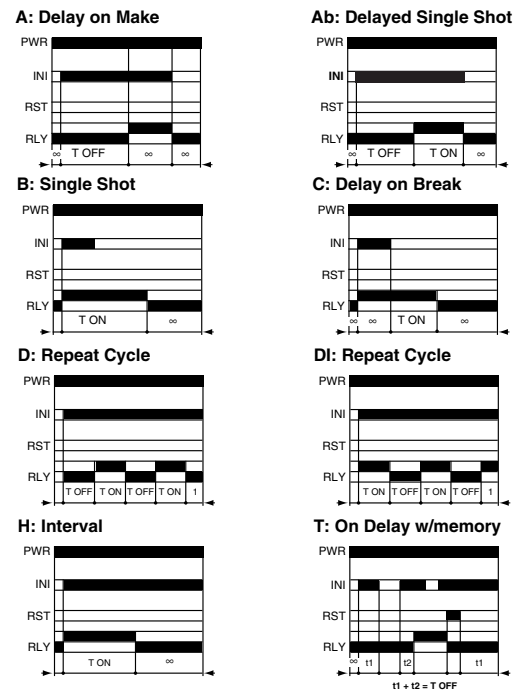 A: Delay on Make
PWR
INI
RST
RLY
∞ T OFF ∞ ∞
Ab: Delayed Single Shot
PWR
INI
RST
RLY
∞ T OFF T ON ∞
B: Single Shot
PWR
INI
RST
RLY
T ON ∞
C: Delay on Break
PWR
INI
RST
RLY
∞ ∞ T ON ∞
D: Repeat Cycle
PWR
INI
RST
RLY
T OFF T ON T OFF T ON 1
DI: Repeat Cycle
PWR
INI
RST
RLY
T ON T OFF T ON T OFF 1
H: Interval
PWR
INI
RST
RLY
T ON ∞
T: On Delay w/memory
PWR
INI
RST
RLY
∞ t1 t2 t1
t1 + t2 = T OFF